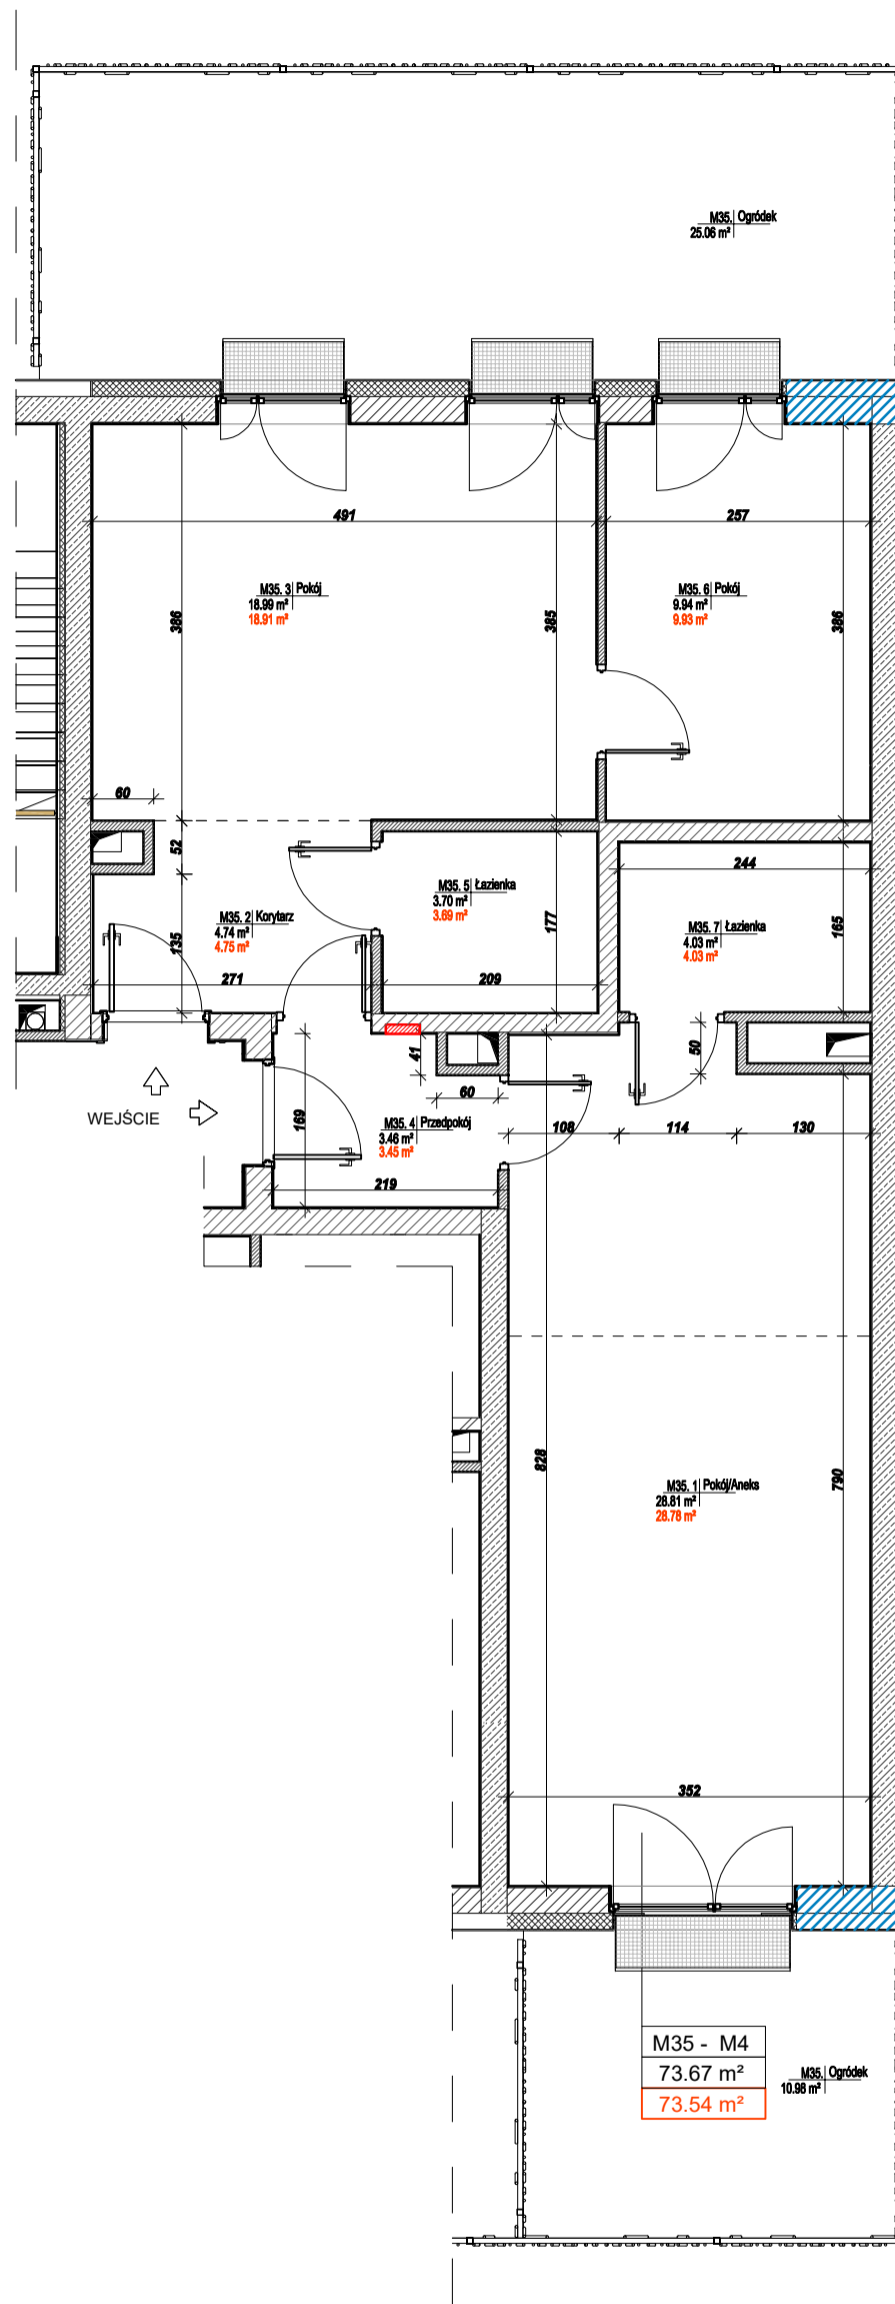 M35. Ogródek
25.06 m²
491
257
M35. 3 Pokój
18.99 m²
18.91 m²
M35. 6 Pokój
9.94 m²
9.93 m²
386
385
386
60
52
244
M35. 5 Łazienka
3.70 m²
3.69 m²
M35. 2 Korytarz
4.74 m²
4.75 m²
M35. 7 Łazienka
4.03 m²
4.03 m²
177
165
135
271
209
41
50
60
WEJŚCIE
169
M35. 4 Przedpokój
3.46 m²
3.45 m²
108
114
130
219
828
790
M35. 1 Pokój/Aneks
28.81 m²
28.78 m²
352
M35 - M4
73.67 m²
73.54 m²
M35. Ogródek
10.98 m²